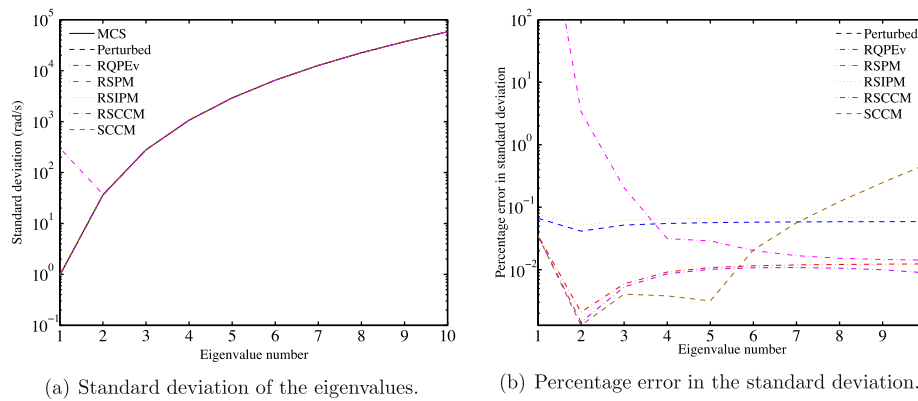 10^5
10^4
10^3
10^2
10^1
10^0
10^-1
Standard deviation (rad/s)
MCS
Perturbed
RQPEv
RSPM
RSIPM
RSCCM
SCCM
1 2 3 4 5 6 7 8 9 10
Eigenvalue number
(a) Standard deviation of the eigenvalues.
10^2
10^1
10^0
10^-1
10^-2
Percentage error in standard deviation
Perturbed
RQPEv
RSPM
RSIPM
RSCCM
SCCM
1 2 3 4 5 6 7 8 9
Eigenvalue number
(b) Percentage error in the standard deviation.